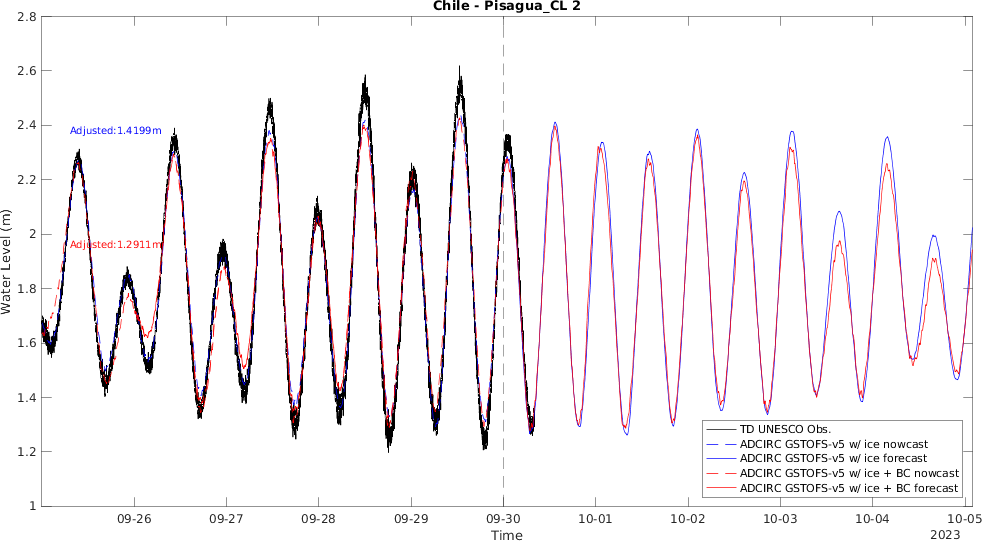 Chile - Pisagua_CL 2
2.8
2.6
2.4
2.2
2
1.8
1.6
1.4
1.2
1
Water Level (m)
Adjusted:1.4199m
Adjusted:1.2911m
TD UNESCO Obs.
ADCIRC GSTOFS-v5 w/ ice nowcast
ADCIRC GSTOFS-v5 w/ ice forecast
ADCIRC GSTOFS-v5 w/ ice + BC nowcast
ADCIRC GSTOFS-v5 w/ ice + BC forecast
09-26 09-27 09-28 09-29 09-30 10-01 10-02 10-03 10-04 10-05
Time
2023